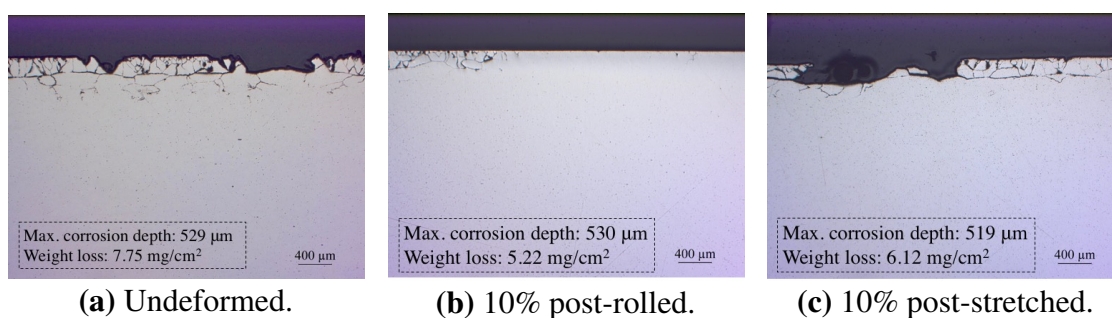 Max. corrosion depth: 529 μm
Weight loss: 7.75 mg/cm²
400 μm
Max. corrosion depth: 530 μm
Weight loss: 5.22 mg/cm²
400 μm
Max. corrosion depth: 519 μm
Weight loss: 6.12 mg/cm²
400 μm
(a) Undeformed.
(b) 10% post-rolled.
(c) 10% post-stretched.